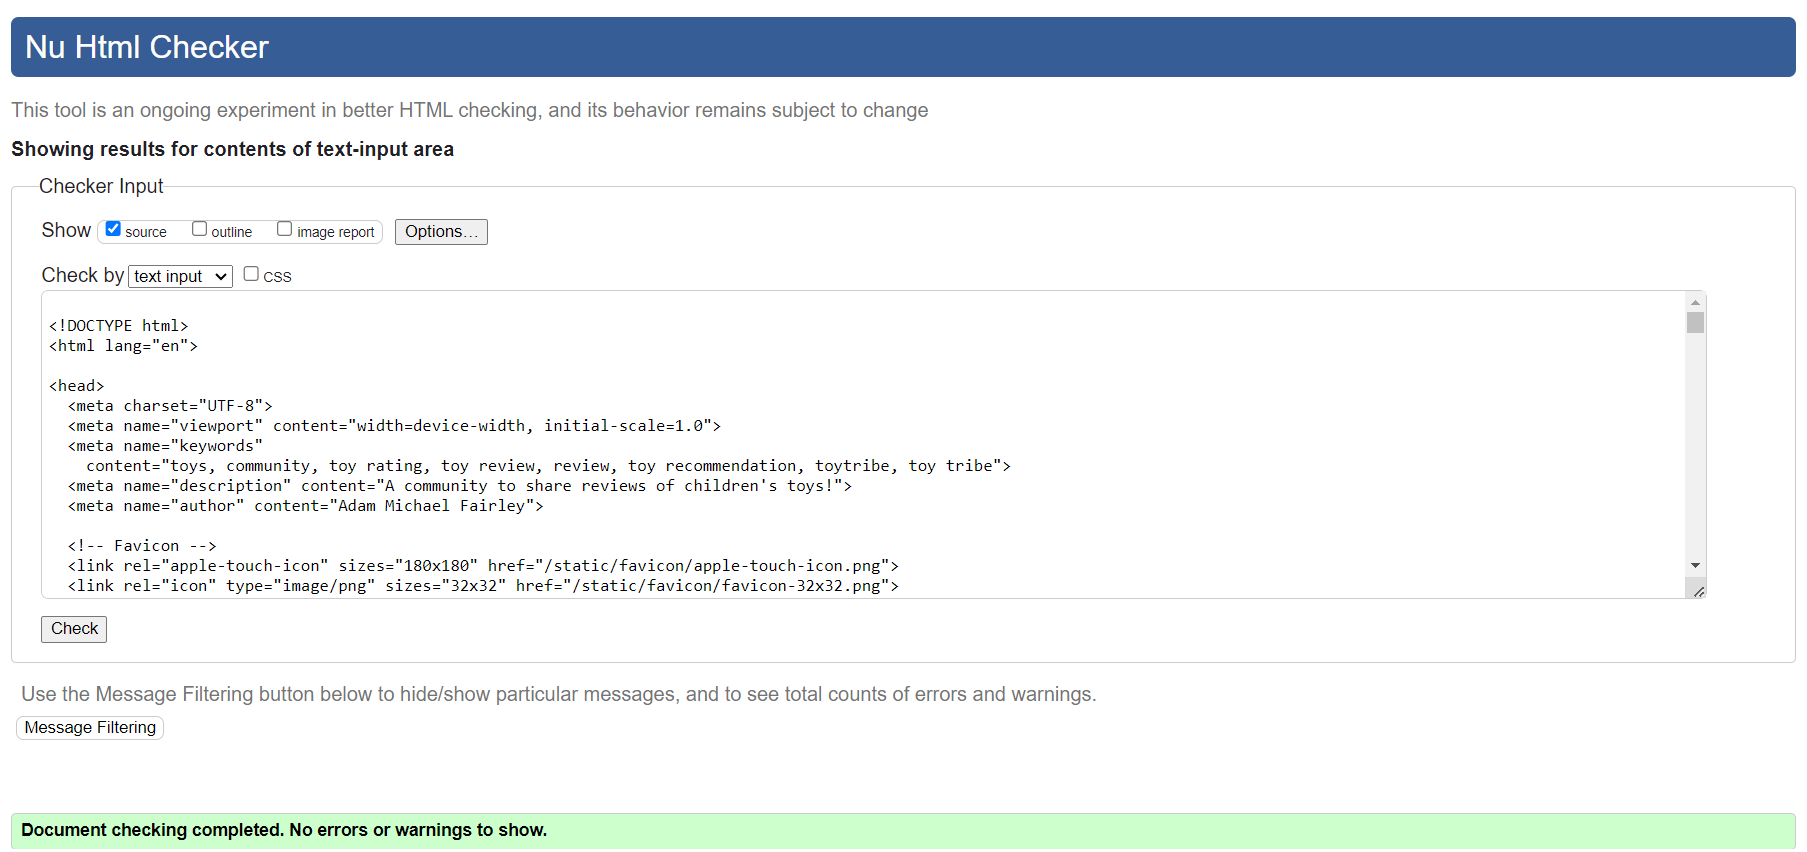 Nu Html Checker
This tool is an ongoing experiment in better HTML checking, and its behavior remains subject to change
Showing results for contents of text-input area
Checker Input
Show source outline image report Options...
Check by text input CSS
<!DOCTYPE html>
<html lang="en">
<head>
<meta charset="UTF-8">
<meta name="viewport" content="width=device-width, initial-scale=1.0">
<meta name="keywords"
content="toys, community, toy rating, toy review, review, toy recommendation, toytribe, toy tribe">
<meta name="description" content="A community to share reviews of children's toys!">
<meta name="author" content="Adam Michael Fairley">
<!-- Favicon -->
<link rel="apple-touch-icon" sizes="180x180" href="/static/favicon/apple-touch-icon.png">
<link rel="icon" type="image/png" sizes="32x32" href="/static/favicon/favicon-32x32.png">
Check
Use the Message Filtering button below to hide/show particular messages, and to see total counts of errors and warnings.
Message Filtering
Document checking completed. No errors or warnings to show.